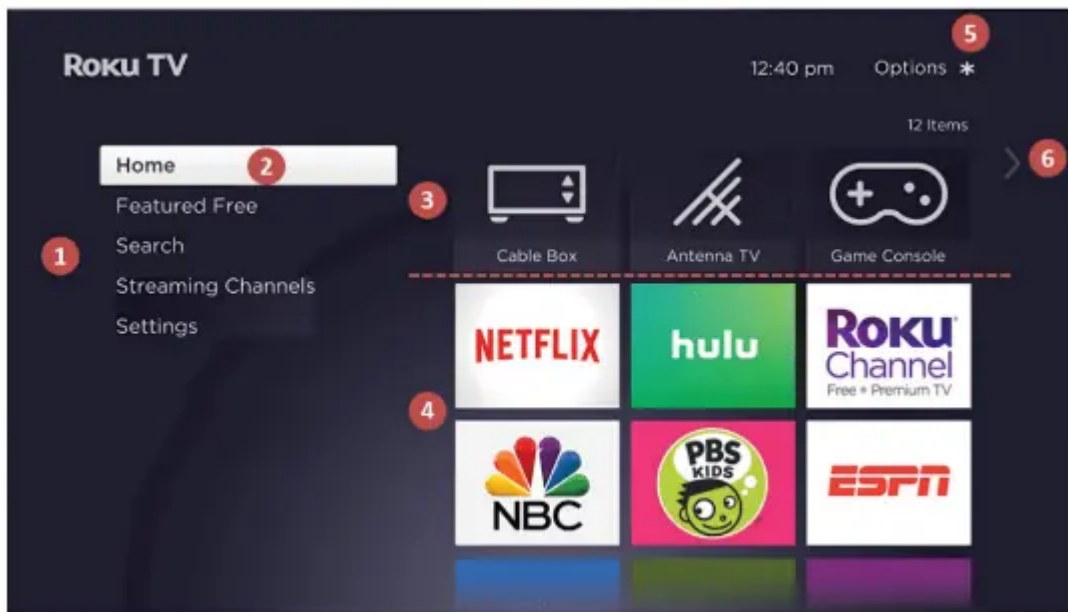 5
Roku TV
12:40 pm Options *
12 Items
Home 2
6
3
Featured Free
Search
1
Cable Box Antenna TV Game Console
Streaming Channels
Settings
NETFLIX hulu Roku
Channel
Free + Premium TV
4
NBC PBS KIDS ESPN